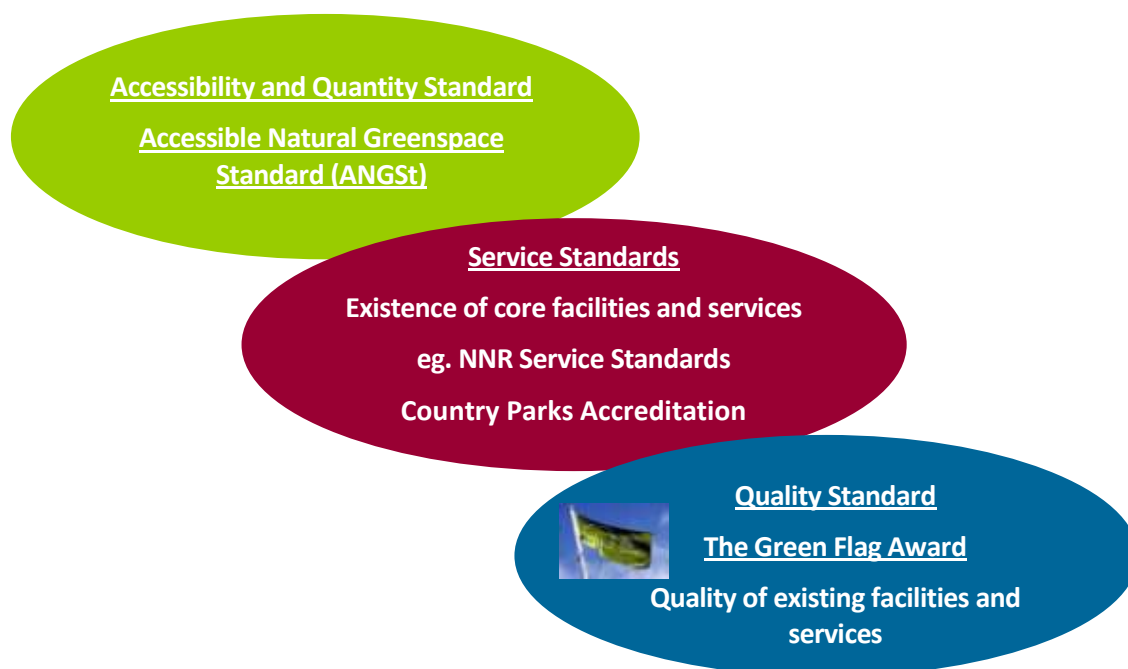 Accessibility and Quantity Standard
Accessible Natural Greenspace
Standard (ANGSt)
Service Standards
Existence of core facilities and services
eg. NNR Service Standards
Country Parks Accreditation
Quality Standard
The Green Flag Award
Quality of existing facilities and
services